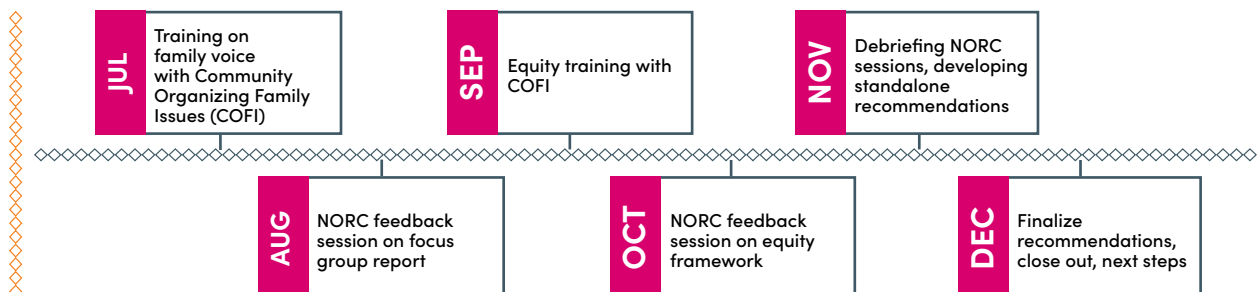 JUL
Training on
family voice
with Community
Organizing Family
Issues (COFI)
AUG
NORC feedback
session on focus
group report
SEP
Equity training with
COFI
OCT
NORC feedback
session on equity
framework
NOV
Debriefing NORC
sessions, developing
standalone
recommendations
DEC
Finalize
recommendations,
close out, next steps